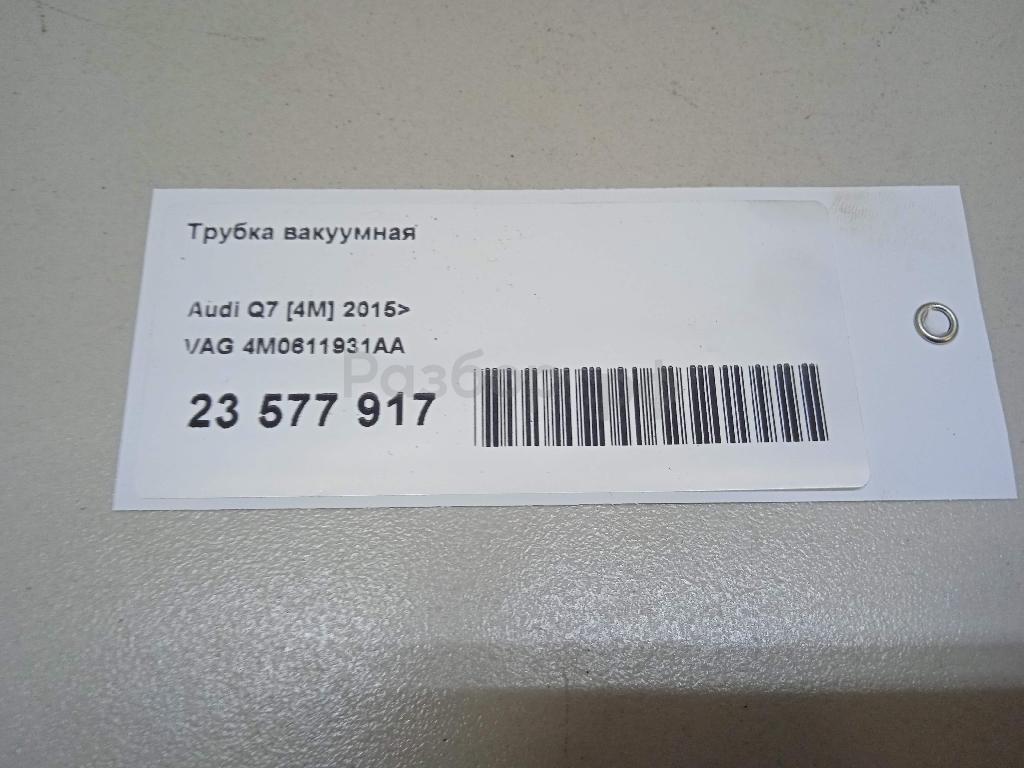 Трубка вакуумная
Audi Q7 [4M] 2015>
VAG 4M0611931AA
23 577 917